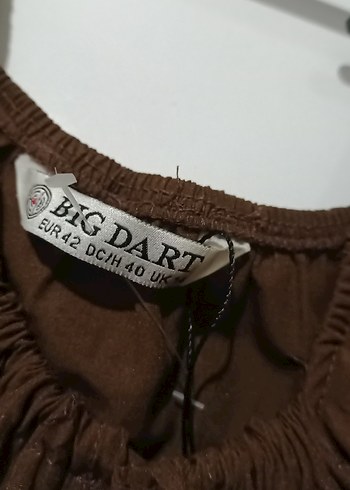 BIG DART
EUR 42 DC/H 40 UK